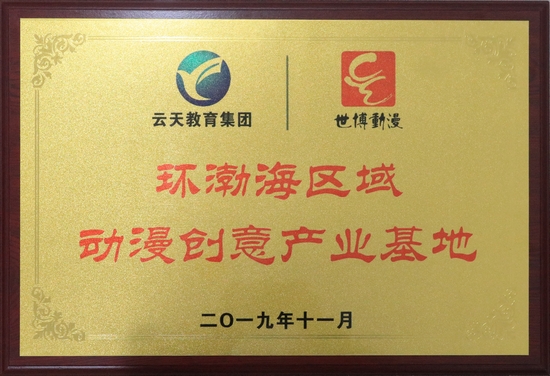 云天教育集团 世博動漫
环渤海区域
动漫创意产业基地
二〇一九年十一月